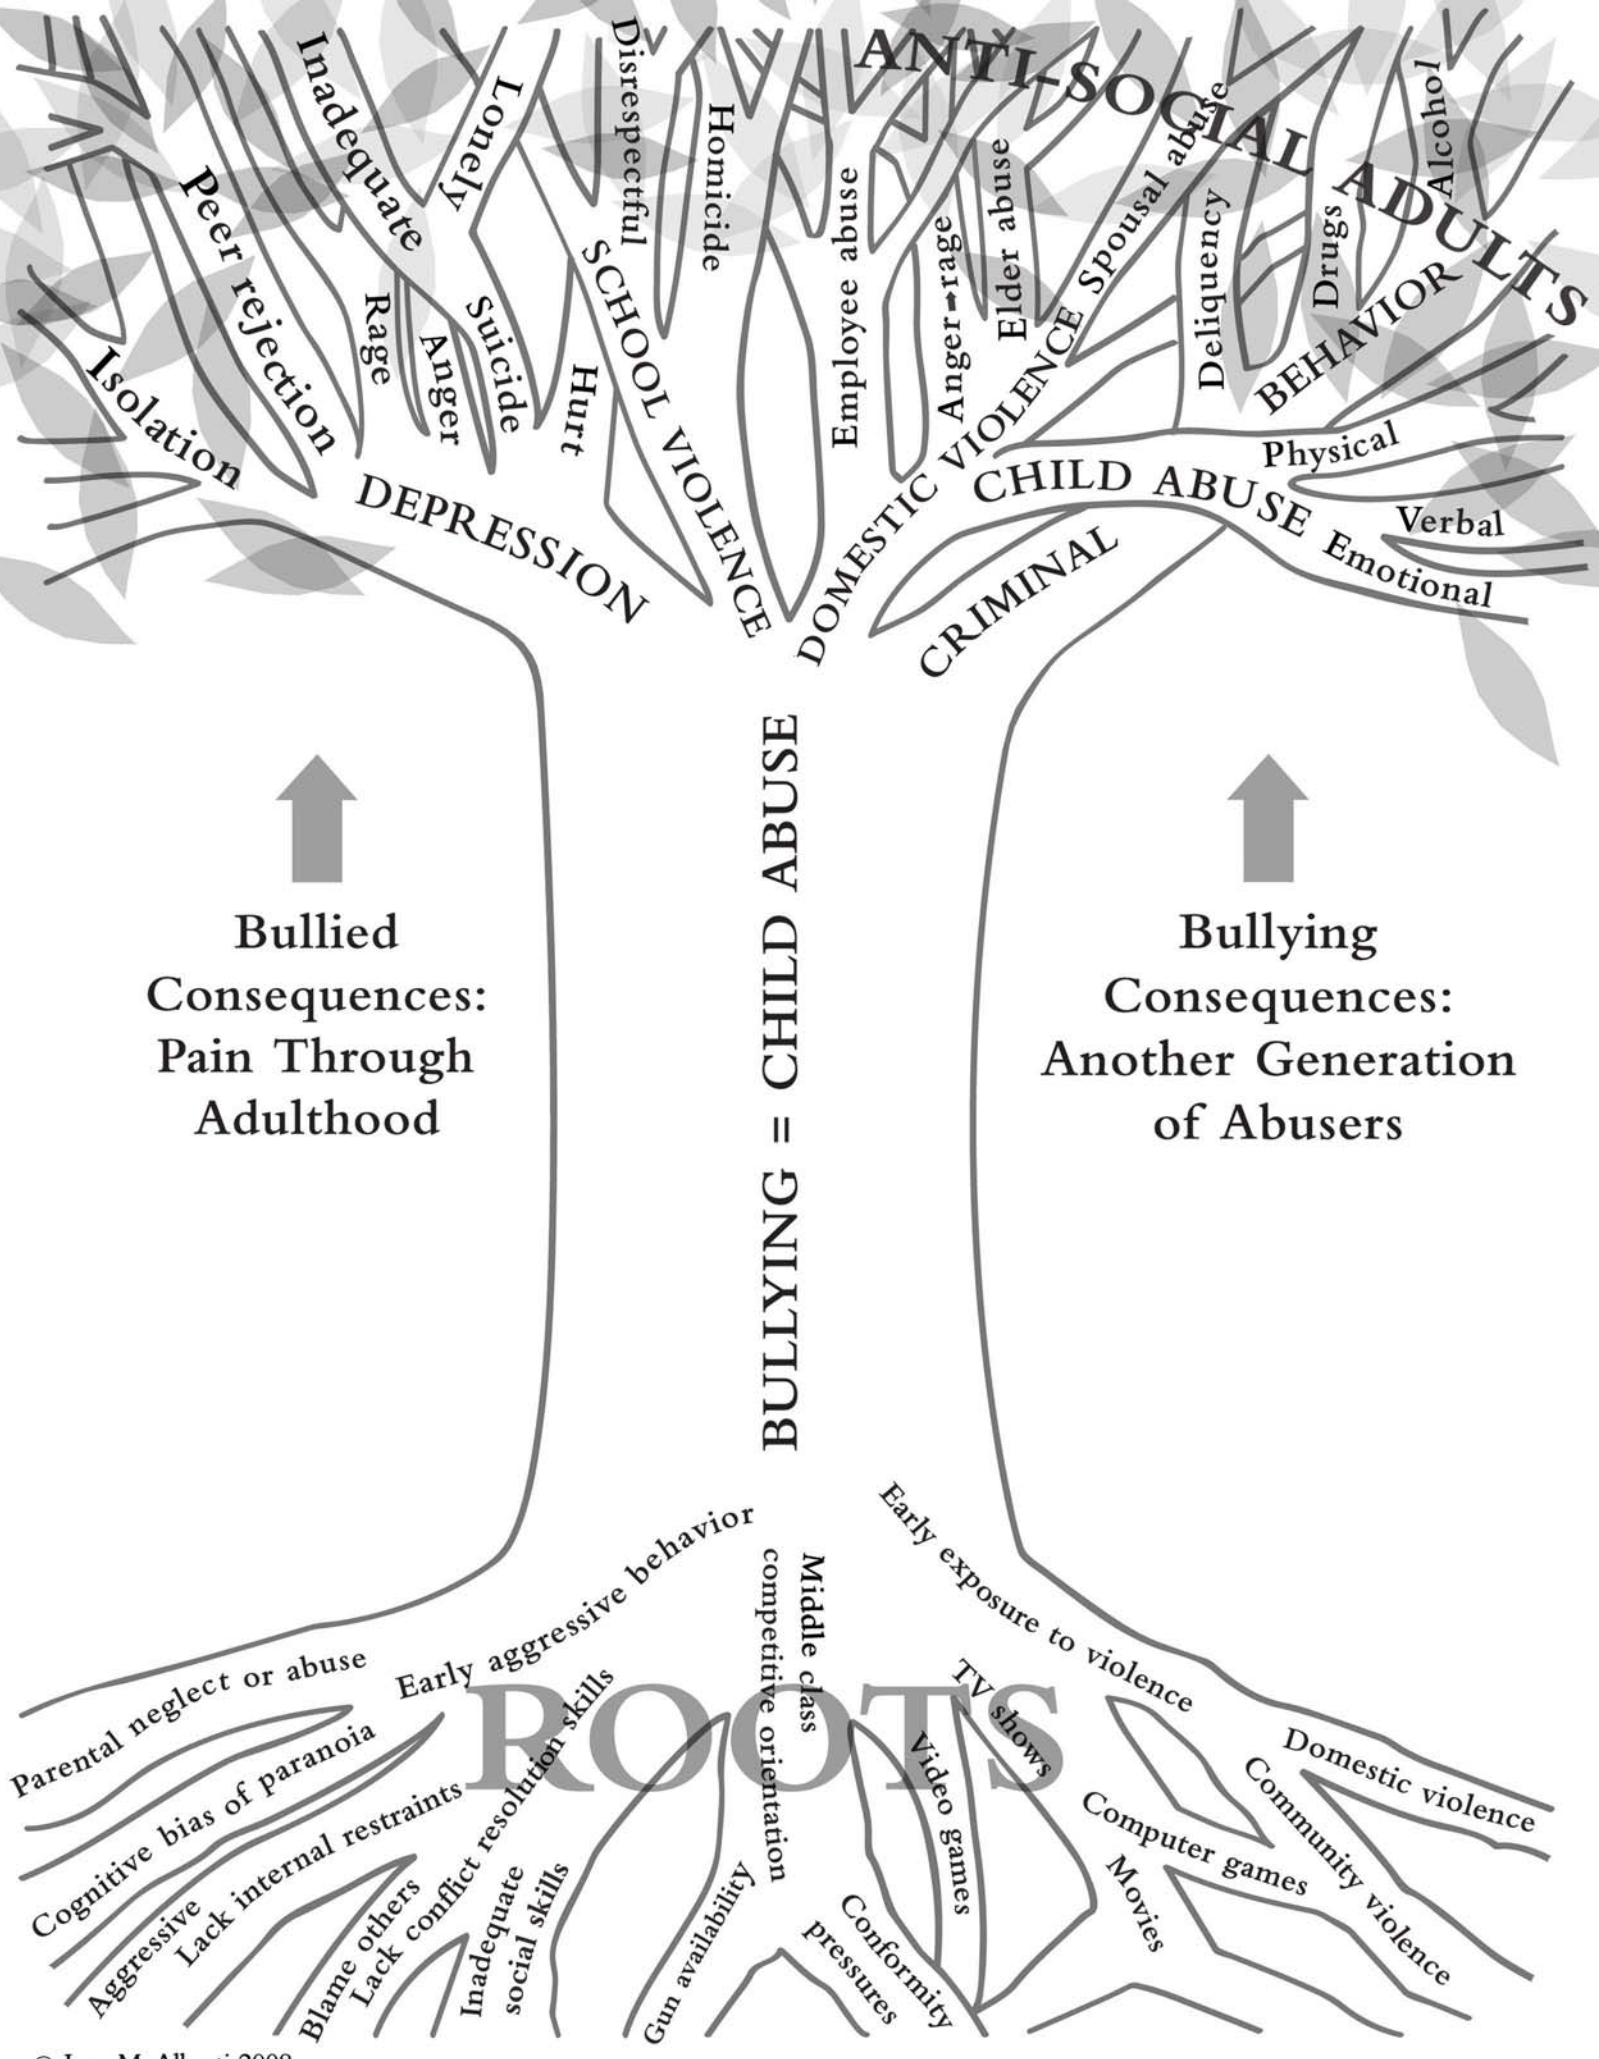 ANTI-SOCIAL ADULTS
Inadequate
Lonely
Disrespectful
Homicide
Peer rejection
Isolation
Rage
Anger
Suicide
Hurt
DEPRESSION
SCHOOL VIOLENCE
Employee abuse
Anger-rage
Elder abuse
Spousal abuse
DOMESTIC VIOLENCE
Deliquency
Drugs
Alcohol
CRIMINAL
BEHAVIOR
CHILD ABUSE
Physical
Verbal
Emotional
Bullied
Consequences:
Pain Through
Adulthood
BULLYING = CHILD ABUSE
Bullying
Consequences:
Another Generation
of Abusers
Early aggressive behavior
Middle class
competitive orientation
Early exposure to violence
ROOTS
Parental neglect or abuse
Cognitive bias of paranoia
Aggressive
Lack internal restraints
Blame others
Lack conflict resolution skills
Inadequate
social skills
Gun availability
Conformity
pressures
Video games
TV shows
Computer games
Movies
Community violence
Domestic violence